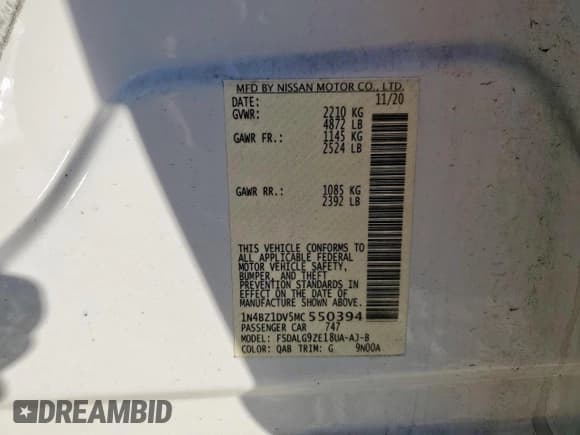 MFD BY NISSAN MOTOR CO., LTD.
DATE: 11/20
GVWR: 2210 KG
4872 LB
GAWR FR.: 1145 KG
2524 LB
GAWR RR.: 1085 KG
2392 LB
THIS VEHICLE CONFORMS TO
ALL APPLICABLE FEDERAL
MOTOR VEHICLE SAFETY,
BUMPER, AND THEFT
PREVENTION STANDARDS IN
EFFECT ON THE DATE OF
MANUFACTURE SHOWN ABOVE.
1N4BZ1DV5MC 550394
PASSENGER CAR 747
MODEL: FSDALG9ZE18UA-AJ-B
COLOR: QAB TRIM: G 9N00A
DREAMBID